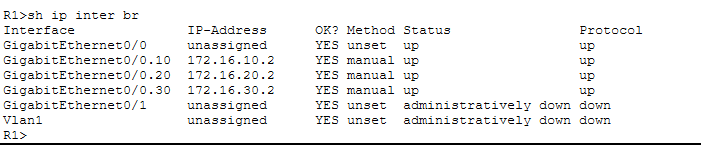 R1>sh ip inter br
Interface IP-Address OK? Method Status Protocol
GigabitEthernet0/0 unassigned YES unset up up
GigabitEthernet0/0.10 172.16.10.2 YES manual up up
GigabitEthernet0/0.20 172.16.20.2 YES manual up up
GigabitEthernet0/0.30 172.16.30.2 YES manual up up
GigabitEthernet0/1 unassigned YES unset administratively down down
Vlan1 unassigned YES unset administratively down down
R1>